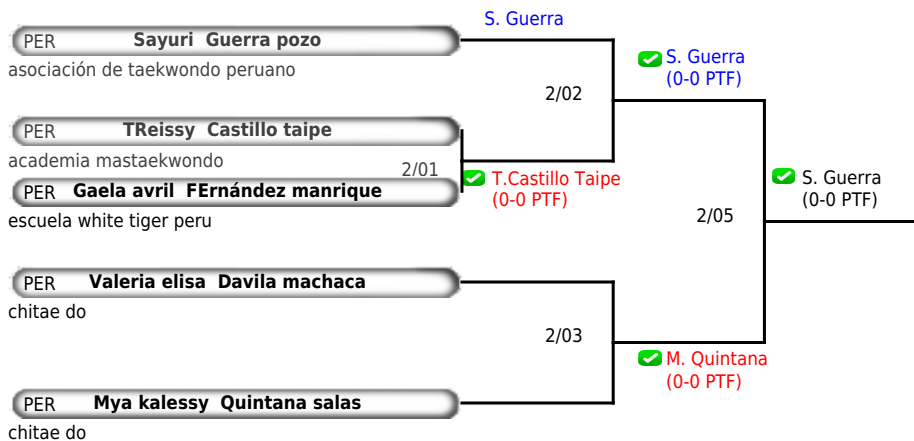 S. Guerra
PER Sayuri Guerra pozo
asociación de taekwondo peruano
S. Guerra
(0-0 PTF)
2/02
PER TReissy Castillo taipe
academia mastaekwondo
2/01
T.Castillo Taipe
(0-0 PTF)
S. Guerra
(0-0 PTF)
PER Gaela avril FErnández manrique
escuela white tiger peru
2/05
PER Valeria elisa Davila machaca
chitae do
2/03
M. Quintana
(0-0 PTF)
PER Mya kalessy Quintana salas
chitae do